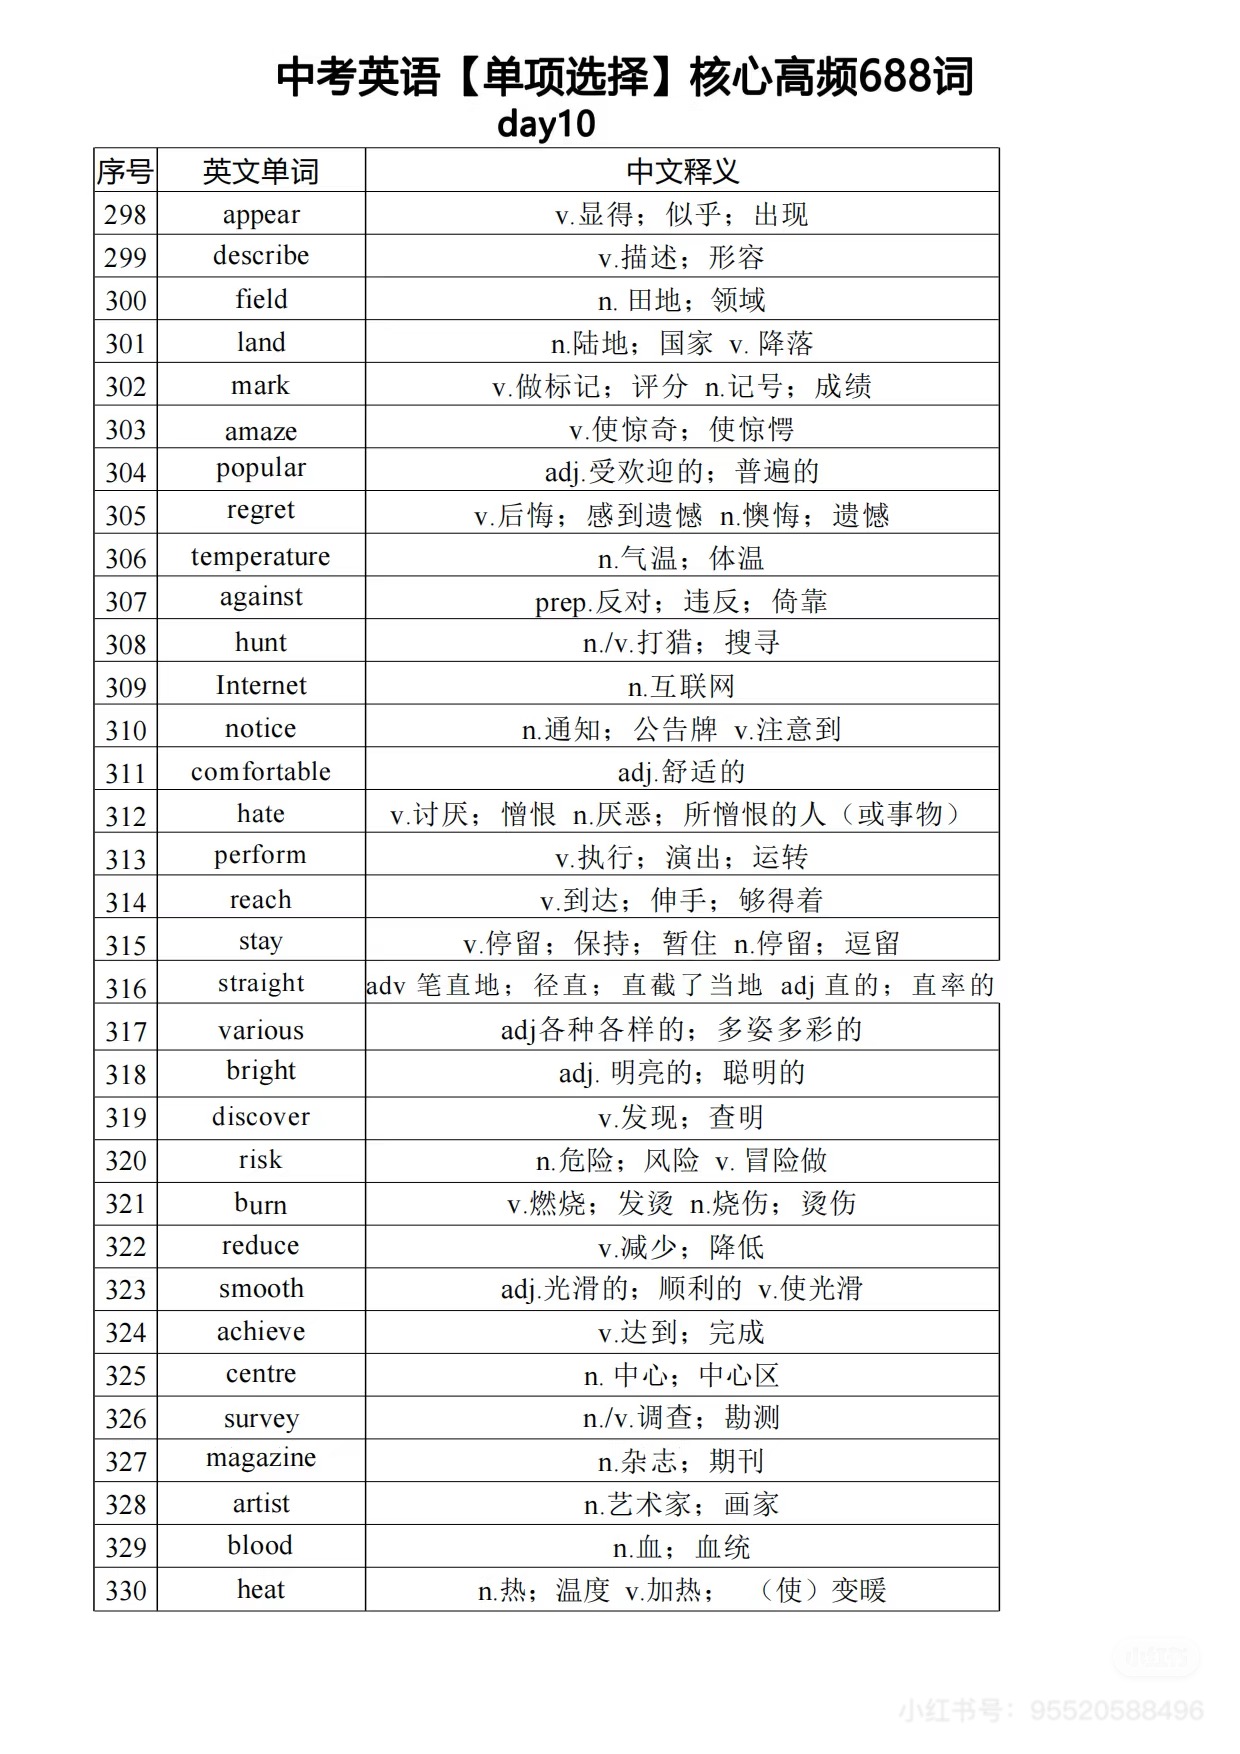 中考英语【单项选择】核心高频688词
day10
序号 英文单词 中文释义
298 appear v.显得；似乎；出现
299 describe v.描述；形容
300 field n. 田地；领域
301 land n.陆地；国家 v. 降落
302 mark v.做标记；评分 n.记号；成绩
303 amaze v.使惊奇；使惊愕
304 popular adj.受欢迎的；普遍的
305 regret v.后悔；感到遗憾 n.懊悔；遗憾
306 temperature n.气温；体温
307 against prep.反对；违反；倚靠
308 hunt n./v.打猎；搜寻
309 Internet n.互联网
310 notice n.通知；公告牌 v.注意到
311 comfortable adj.舒适的
312 hate v.讨厌；憎恨 n.厌恶；所憎恨的人（或事物）
313 perform v.执行；演出；运转
314 reach v.到达；伸手；够得着
315 stay v.停留；保持；暂住 n.停留；逗留
316 straight adv 笔直地；径直；直截了当地 adj 直的；直率的
317 various adj各种各样的；多姿多彩的
318 bright adj. 明亮的；聪明的
319 discover v.发现；查明
320 risk n.危险；风险 v. 冒险做
321 burn v.燃烧；发烫 n.烧伤；烫伤
322 reduce v.减少；降低
323 smooth adj.光滑的；顺利的 v.使光滑
324 achieve v.达到；完成
325 centre n. 中心；中心区
326 survey n./v.调查；勘测
327 magazine n.杂志；期刊
328 artist n.艺术家；画家
329 blood n.血；血统
330 heat n.热；温度 v.加热；（使）变暖
小红书
小红书号：95520588496